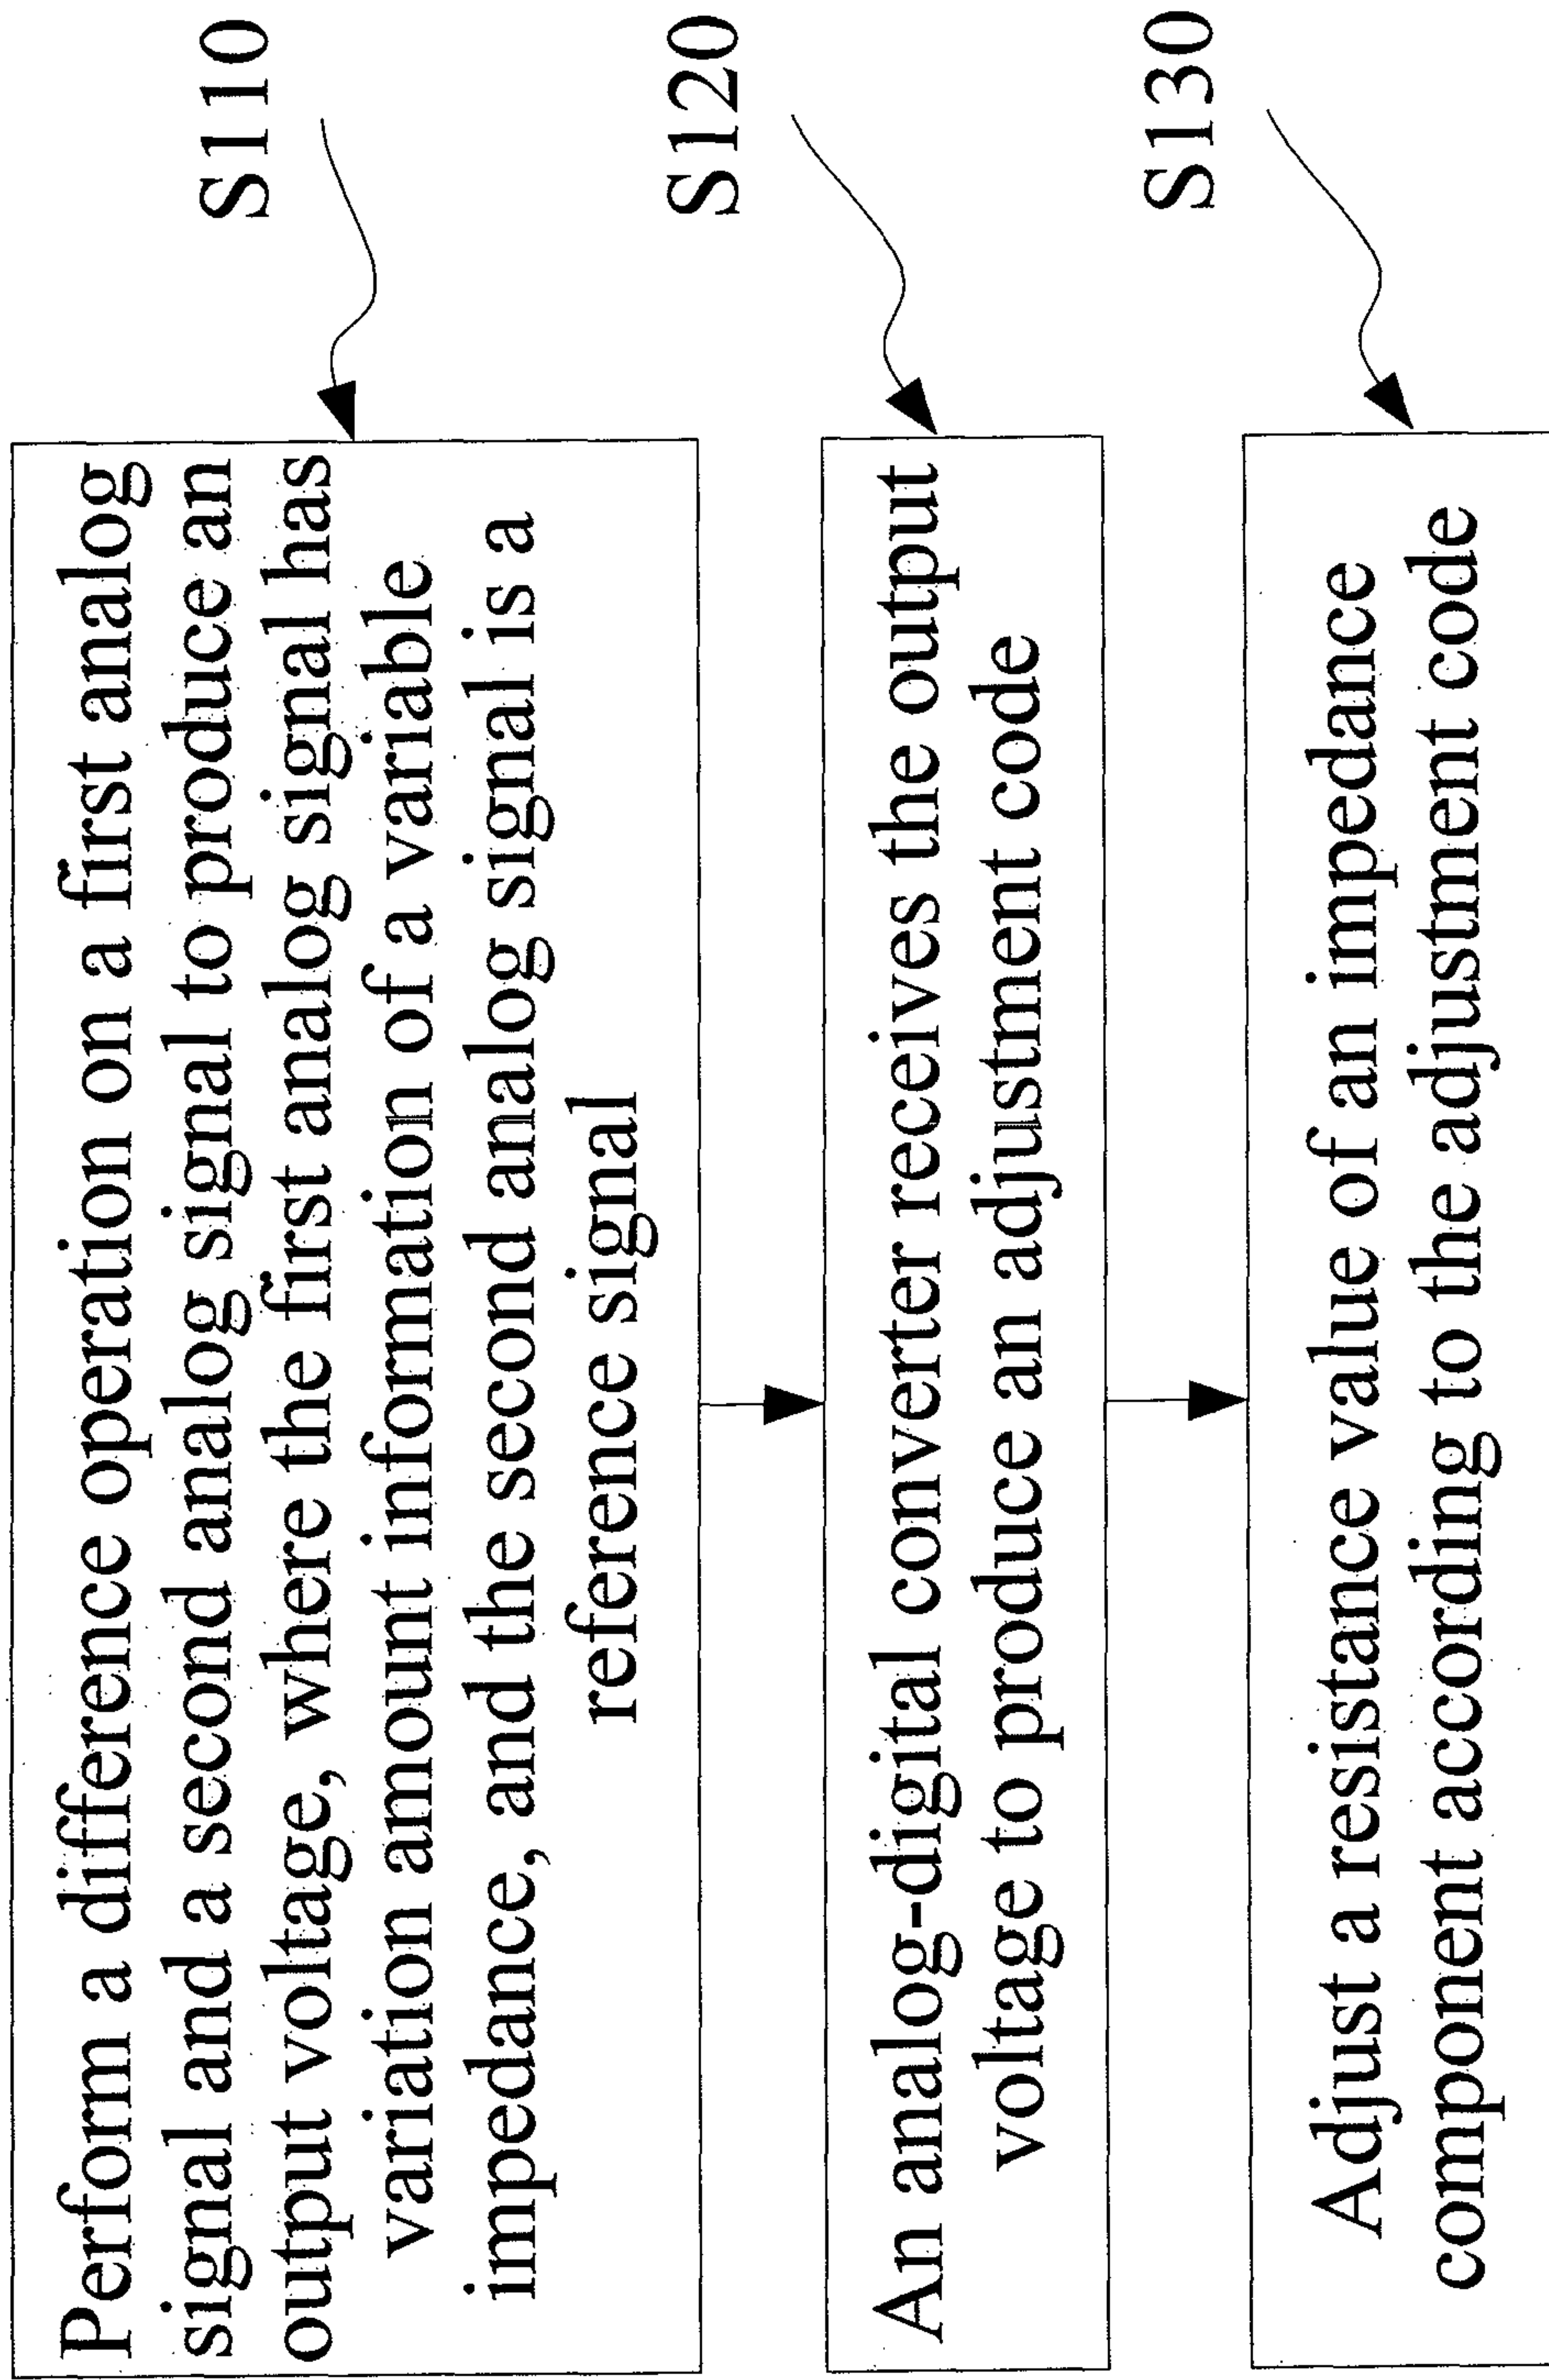 Perform a difference operation on a first analog
signal and a second analog signal to produce an
output voltage, where the first analog signal has
variation amount information of a variable
impedance, and the second analog signal is a
reference signal
S110
An analog-digital converter receives the output
voltage to produce an adjustment code
S120
Adjust a resistance value of an impedance
component according to the adjustment code
S130